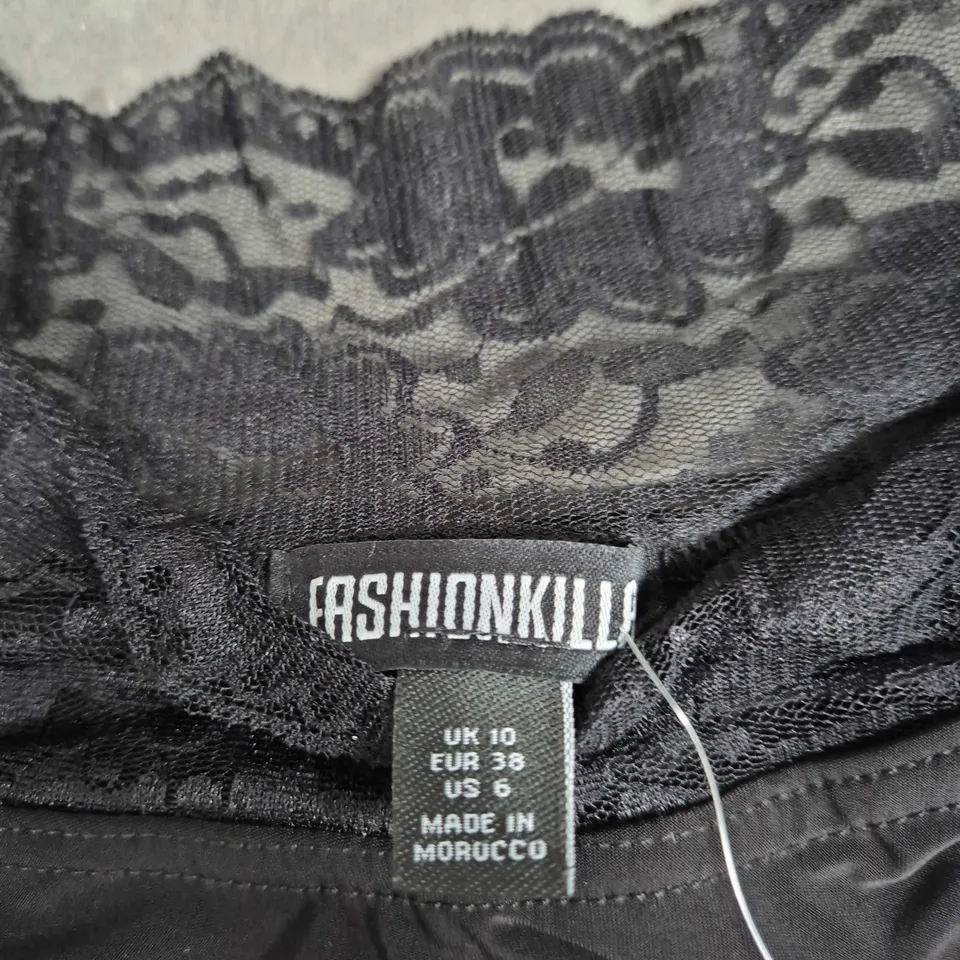 FASHIONKILLA
UK 10
EUR 38
US 6
MADE IN
MOROCCO